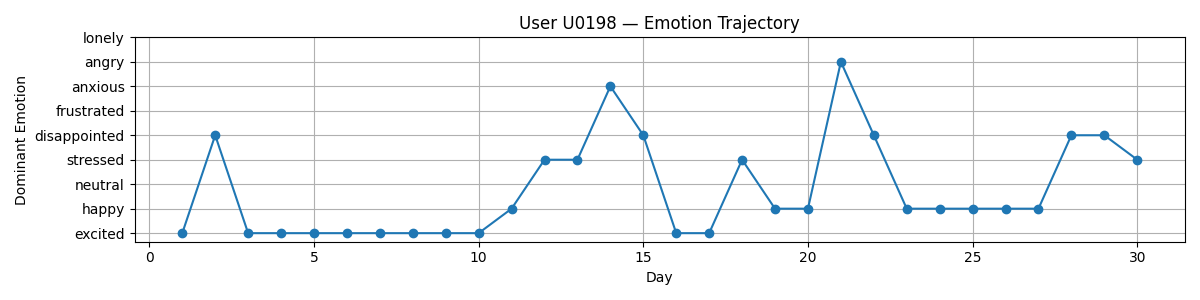 User U0198 — Emotion Trajectory
Dominant Emotion
lonely
angry
anxious
frustrated
disappointed
stressed
neutral
happy
excited
0 5 10 15 20 25 30
Day